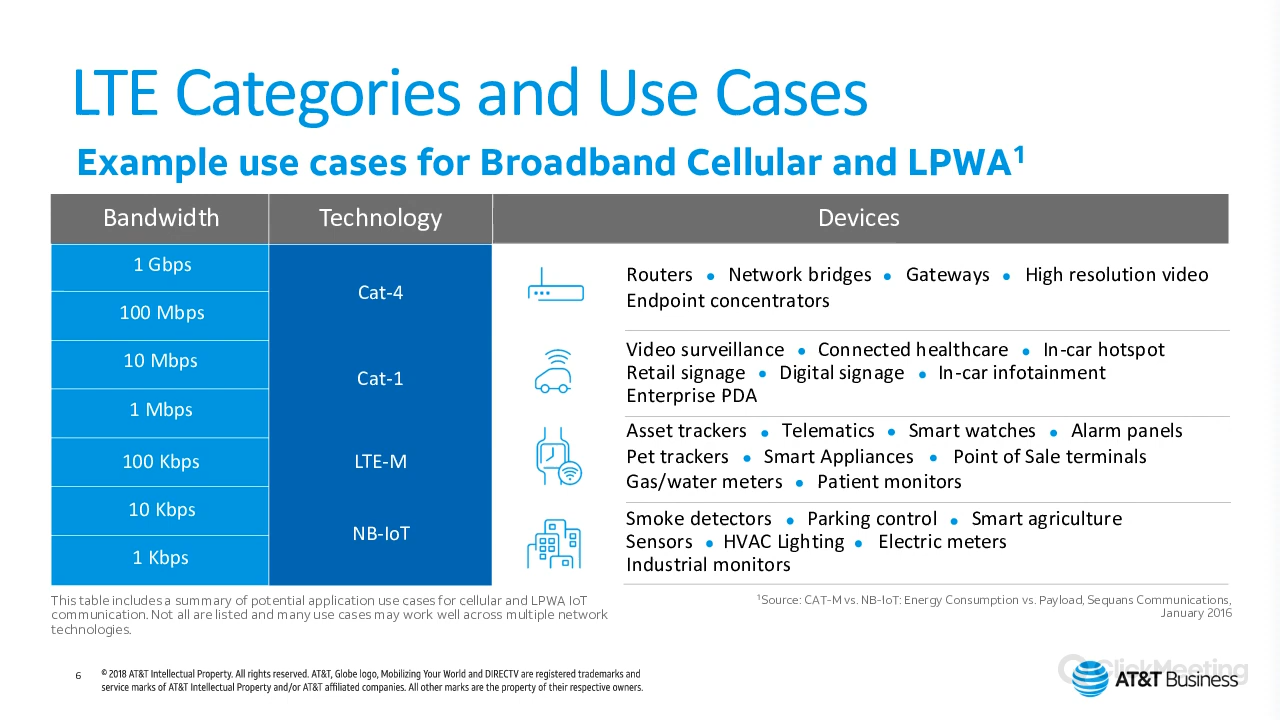 LTE Categories and Use Cases
Example use cases for Broadband Cellular and LPWA¹
Bandwidth Technology Devices
1 Gbps
100 Mbps
10 Mbps
1 Mbps
100 Kbps
10 Kbps
1 Kbps
Cat-4
Cat-1
LTE-M
NB-IoT
Routers • Network bridges • Gateways • High resolution video
Endpoint concentrators
Video surveillance • Connected healthcare • In-car hotspot
Retail signage • Digital signage • In-car infotainment
Enterprise PDA
Asset trackers • Telematics • Smart watches • Alarm panels
Pet trackers • Smart Appliances • Point of Sale terminals
Gas/water meters • Patient monitors
Smoke detectors • Parking control • Smart agriculture
Sensors • HVAC Lighting • Electric meters
Industrial monitors
This table includes a summary of potential application use cases for cellular and LPWA IoT
communication. Not all are listed and many use cases may work well across multiple network
technologies.
¹Source: CAT-M vs. NB-IoT: Energy Consumption vs. Payload, Sequans Communications,
January 2016
6
© 2018 AT&T Intellectual Property. All rights reserved. AT&T, Globe logo, Mobilizing Your World and DIRECTV are registered trademarks and
service marks of AT&T Intellectual Property and/or AT&T affiliated companies. All other marks are the property of their respective owners.
ClickMeeting
AT&T Business